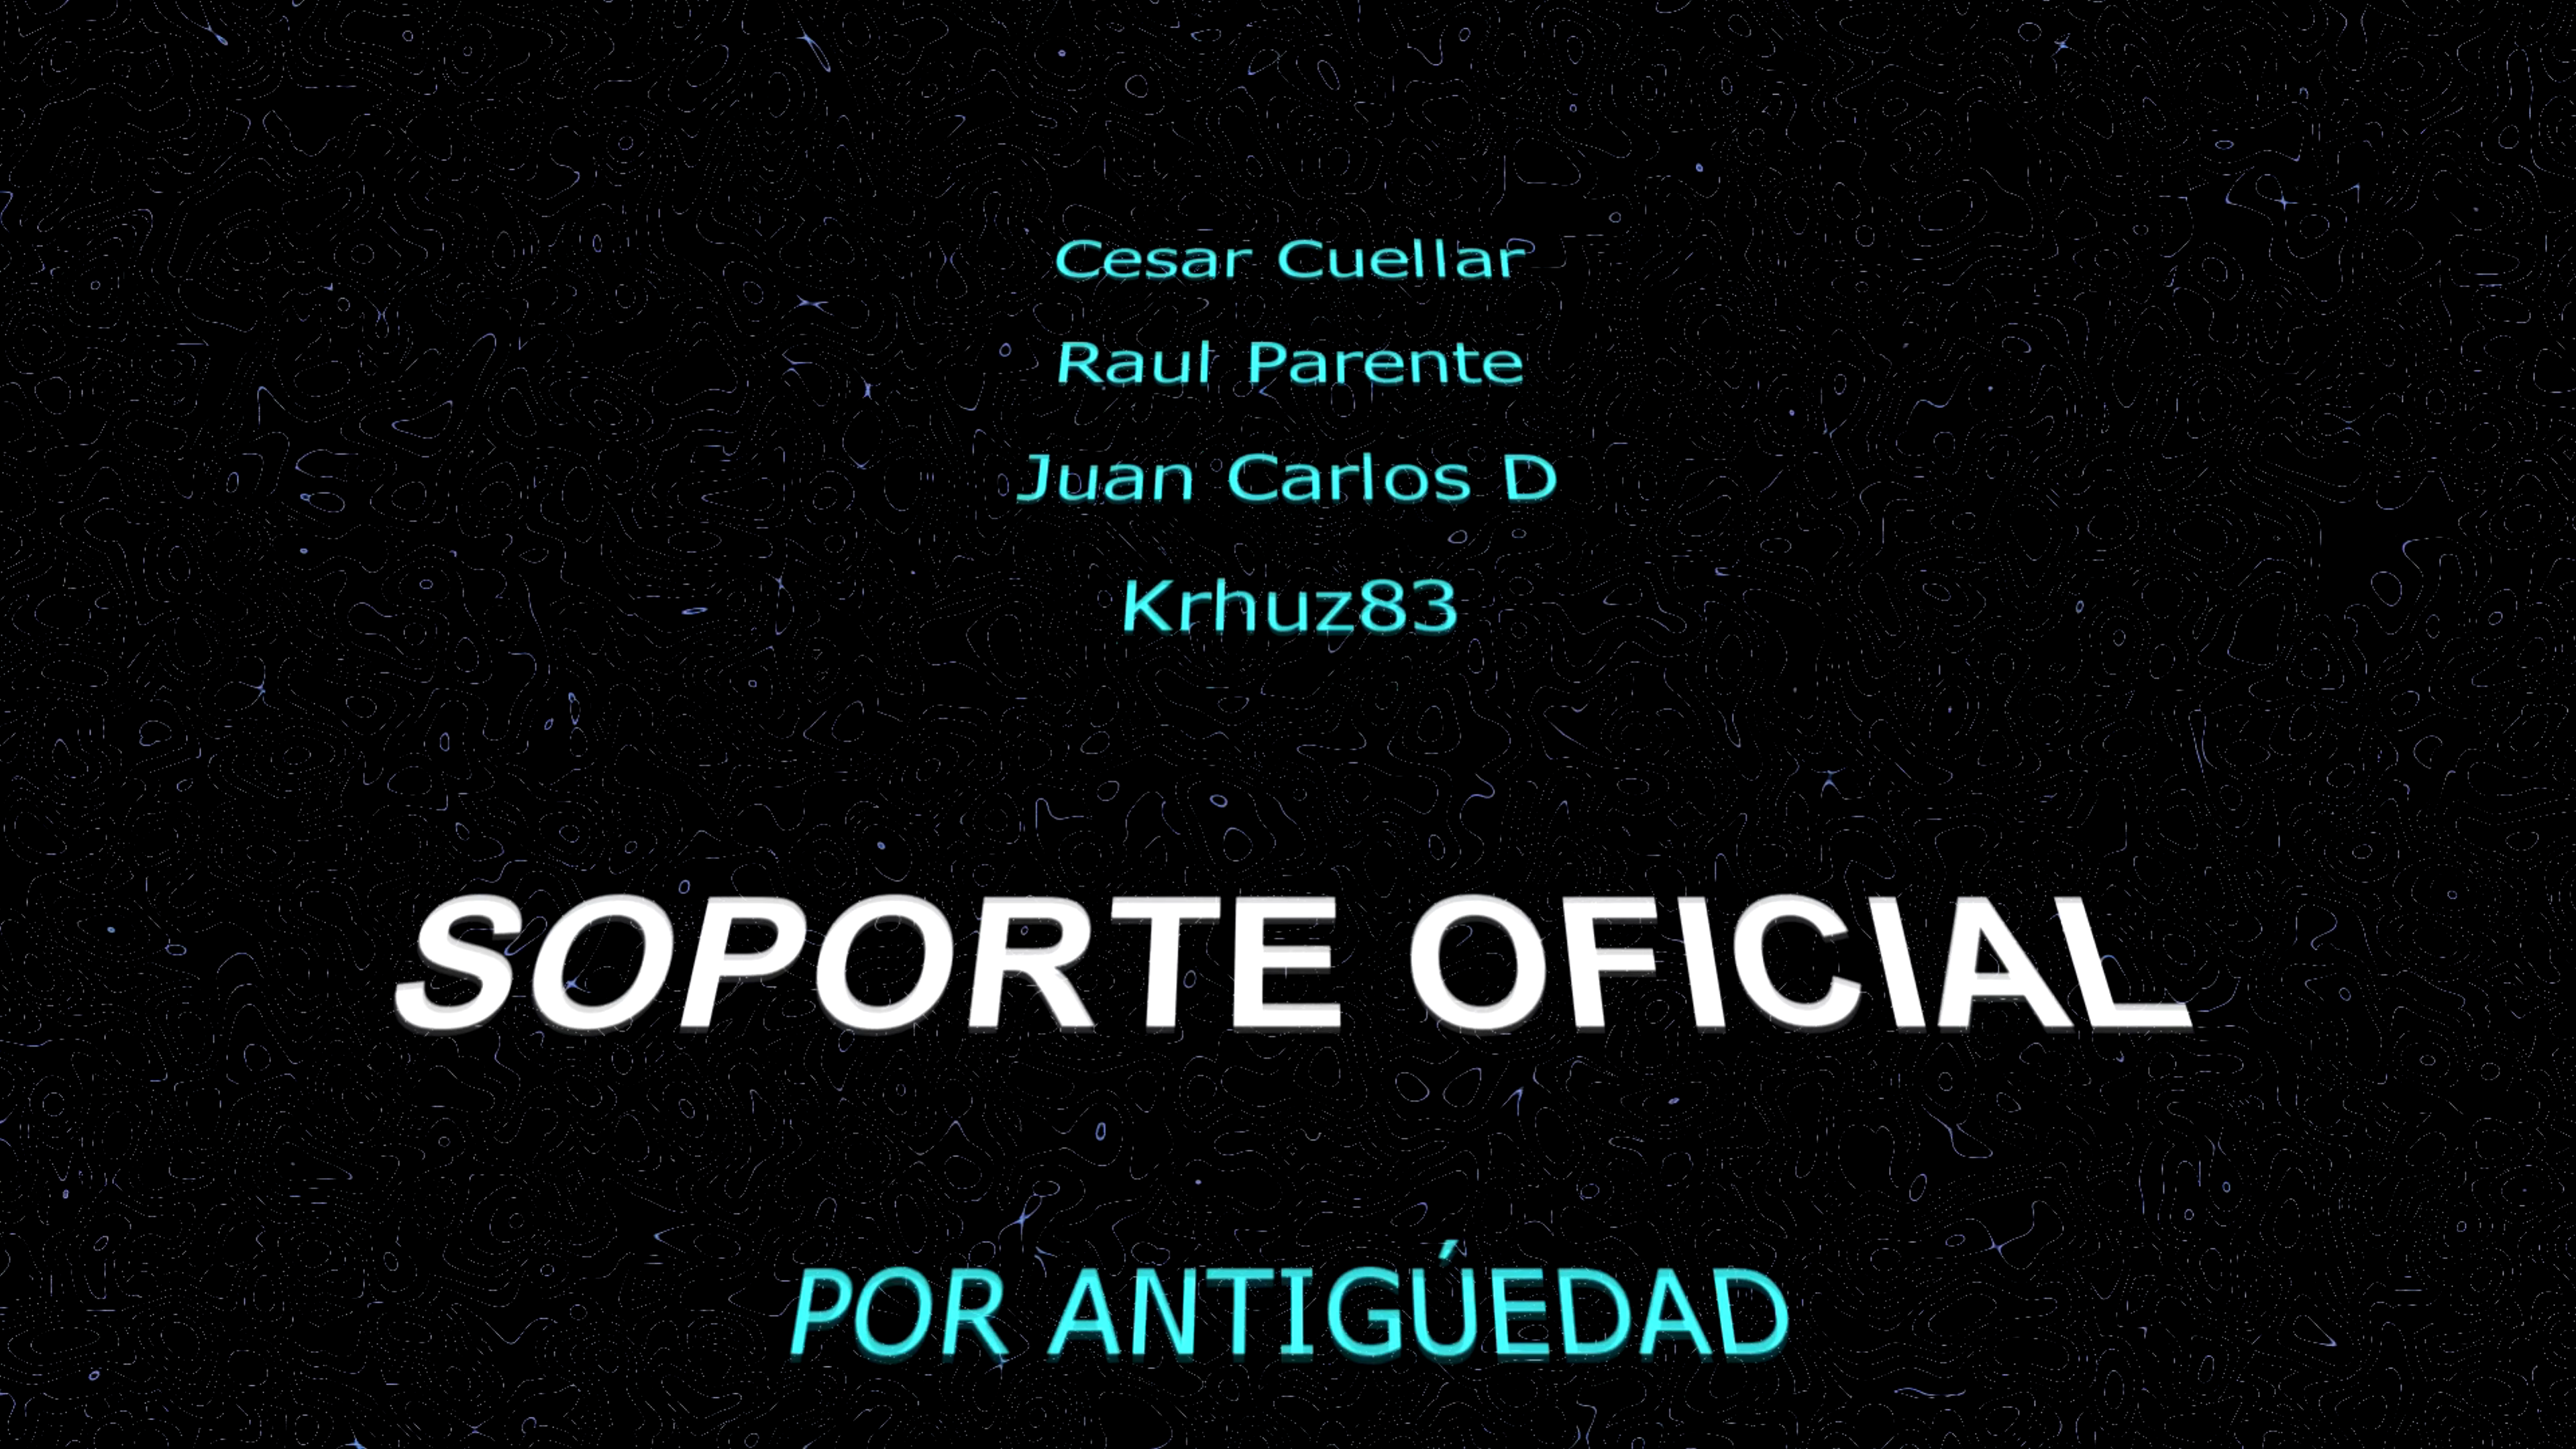 Cesar Cuellar
Raul Parente
Juan Carlos D
Krhuz83
SOPORTE OFICIAL
POR ANTIGÚEDAD